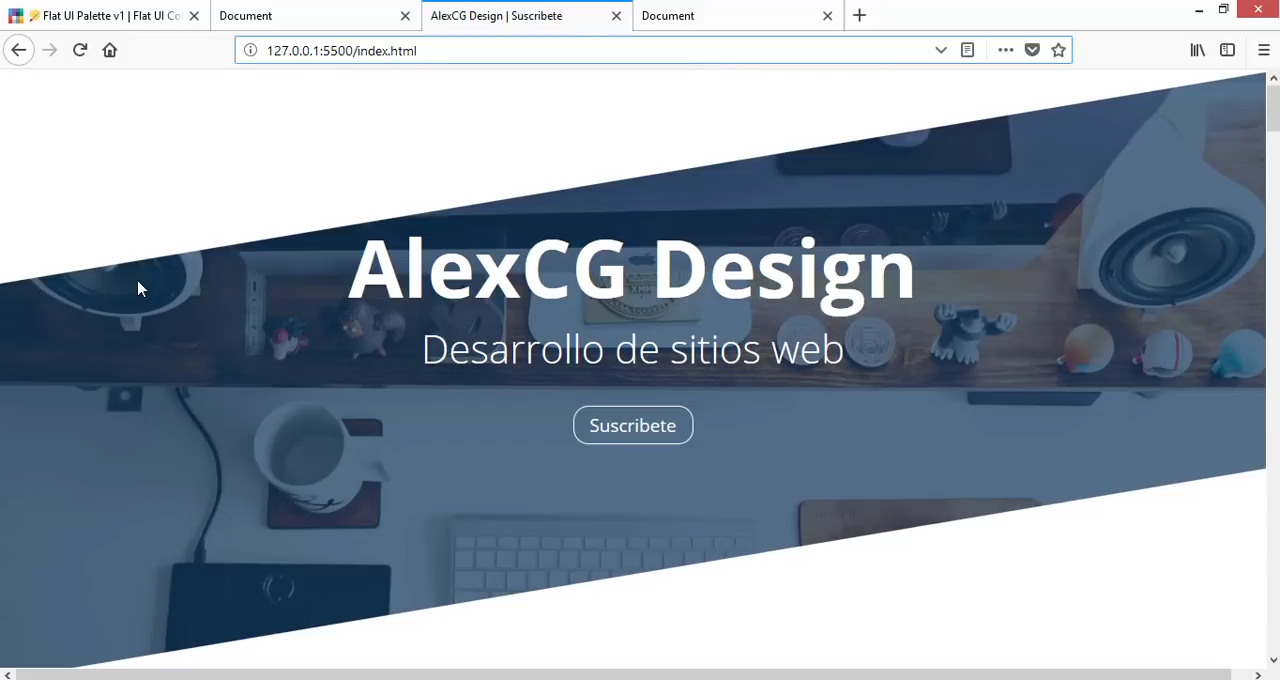 Flat UI Palette v1 | Flat UI Co
Document
AlexCG Design | Suscribete
Document
127.0.0.1:5500/index.html
AlexCG Design
Desarrollo de sitios web
Suscribete